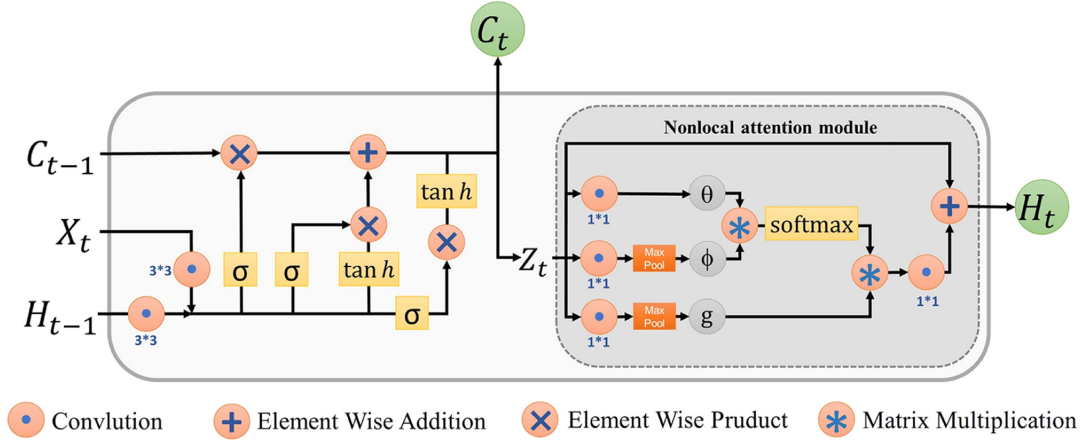 C_t
Nonlocal attention module
C_{t-1}
X_t
H_{t-1}
3*3
3*3
σ
σ
tan h
tan h
σ
Z_t
1*1
θ
1*1
Max
Pool
ϕ
1*1
Max
Pool
g
softmax
1*1
H_t
Convlution
Element Wise Addition
Element Wise Pruduct
Matrix Multiplication